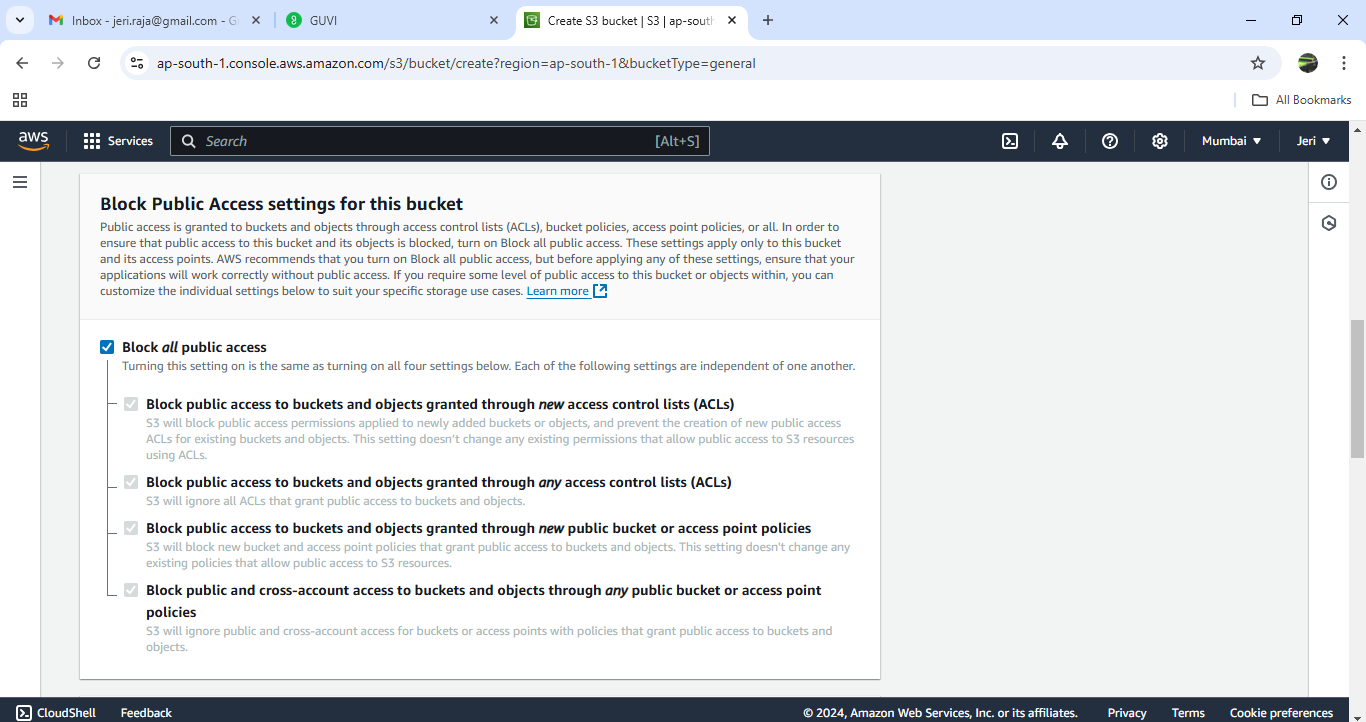 Inbox - jeri.raja@gmail.com - G
GUVI
Create S3 bucket | S3 | ap-south
ap-south-1.console.aws.amazon.com/s3/bucket/create?region=ap-south-1&bucketType=general
All Bookmarks
aws
Services
Search
[Alt+S]
Mumbai
Jeri
Block Public Access settings for this bucket
Public access is granted to buckets and objects through access control lists (ACLs), bucket policies, access point policies, or all. In order to
ensure that public access to this bucket and its objects is blocked, turn on Block all public access. These settings apply only to this bucket
and its access points. AWS recommends that you turn on Block all public access, but before applying any of these settings, ensure that your
applications will work correctly without public access. If you require some level of public access to this bucket or objects within, you can
customize the individual settings below to suit your specific storage use cases. Learn more
Block all public access
Turning this setting on is the same as turning on all four settings below. Each of the following settings are independent of one another.
Block public access to buckets and objects granted through new access control lists (ACLs)
S3 will block public access permissions applied to newly added buckets or objects, and prevent the creation of new public access
ACLs for existing buckets and objects. This setting doesn't change any existing permissions that allow public access to S3 resources
using ACLs.
Block public access to buckets and objects granted through any access control lists (ACLs)
S3 will ignore all ACLs that grant public access to buckets and objects.
Block public access to buckets and objects granted through new public bucket or access point policies
S3 will block new bucket and access point policies that grant public access to buckets and objects. This setting doesn't change any
existing policies that allow public access to S3 resources.
Block public and cross-account access to buckets and objects through any public bucket or access point
policies
S3 will ignore public and cross-account access for buckets or access points with policies that grant public access to buckets and
objects.
CloudShell
Feedback
© 2024, Amazon Web Services, Inc. or its affiliates.
Privacy
Terms
Cookie preferences